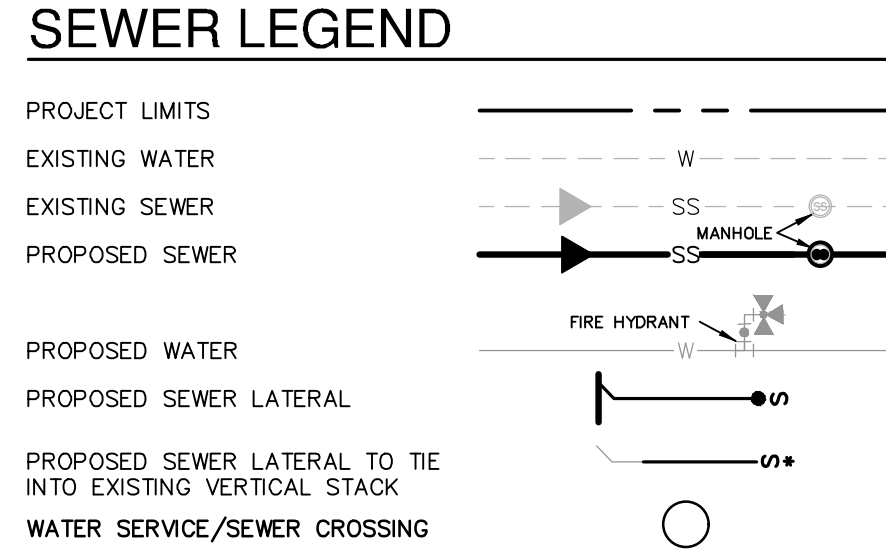 SEWER LEGEND
PROJECT LIMITS
EXISTING WATER W
EXISTING SEWER SS SS
MANHOLE
PROPOSED SEWER SS
FIRE HYDRANT
PROPOSED WATER W
PROPOSED SEWER LATERAL S
PROPOSED SEWER LATERAL TO TIE S*
INTO EXISTING VERTICAL STACK
WATER SERVICE/SEWER CROSSING